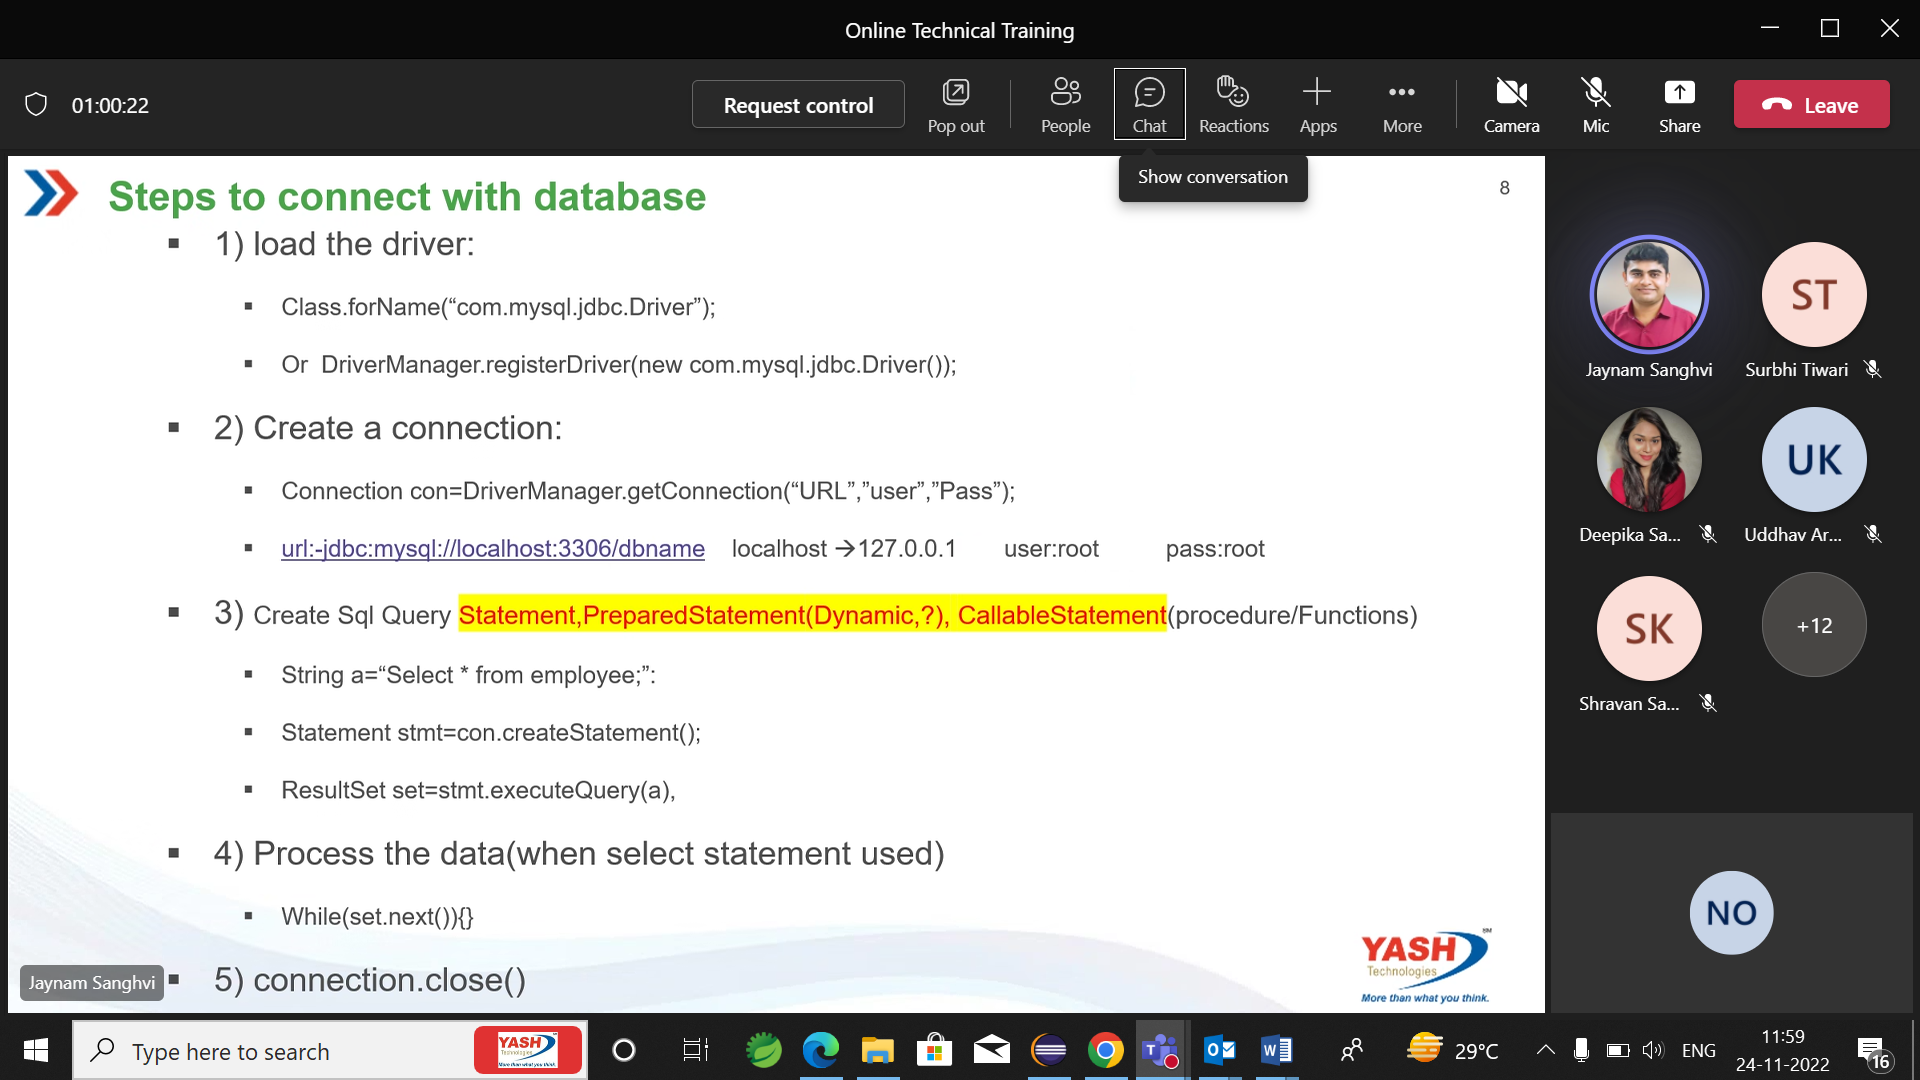 Online Technical Training
01:00:22
Request control
Pop out
People
Chat
Reactions
Apps
More
Camera
Mic
Share
Leave
Show conversation
Steps to connect with database
8
1) load the driver:
Class.forName(“com.mysql.jdbc.Driver”);
Or DriverManager.registerDriver(new com.mysql.jdbc.Driver());
2) Create a connection:
Connection con=DriverManager.getConnection(“URL”,”user”,”Pass”);
url:-jdbc:mysql://localhost:3306/dbname localhost →127.0.0.1 user:root pass:root
3) Create Sql Query Statement,PreparedStatement(Dynamic,?), CallableStatement(procedure/Functions)
String a=“Select * from employee;”:
Statement stmt=con.createStatement();
ResultSet set=stmt.executeQuery(a),
4) Process the data(when select statement used)
While(set.next()){}
5) connection.close()
Jaynam Sanghvi
YASH
Technologies
More than what you think.
Jaynam Sanghvi
ST
Surbhi Tiwari
Deepika Sa...
UK
Uddhav Ar...
SK
Shravan Sa...
+12
NO
Type here to search
YASH
Technologies
More than what you think.
29°C
ENG
11:59
24-11-2022
16